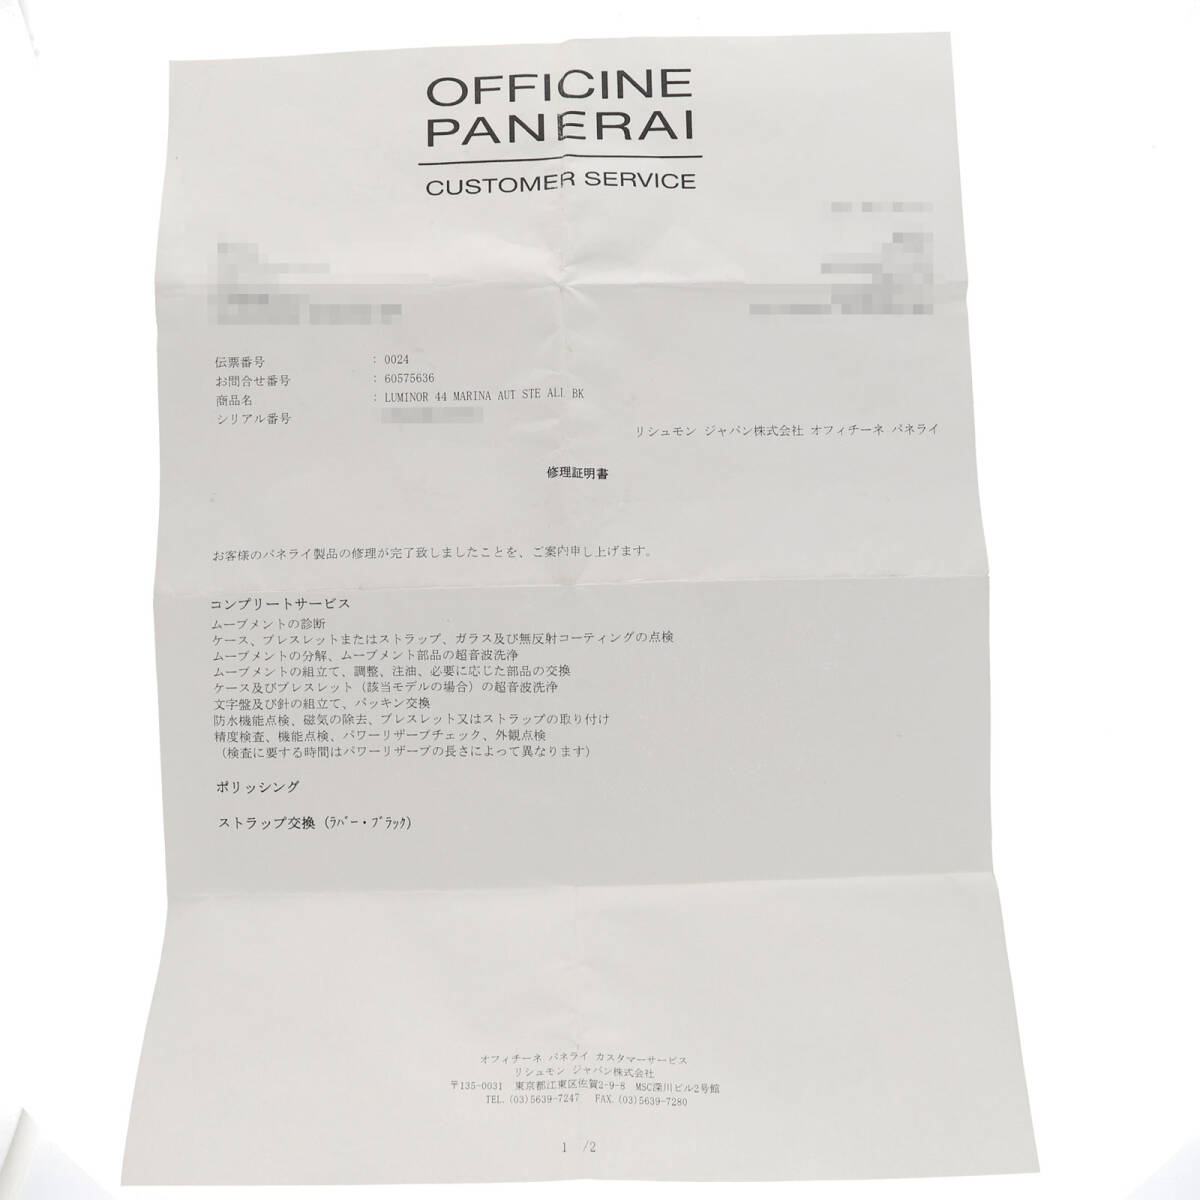 OFFICINE
PANERAI
CUSTOMER SERVICE
伝票番号 : 0024
お問合せ番号 : 60575636
商品名 : LUMINOR 44 MARINA AUT STE ALL BK
シリアル番号
リシュモン ジャパン株式会社 オフィチーネ パネライ
修理証明書
お客様のパネライ製品の修理が完了致しましたことを、ご案内申し上げます。
コンプリートサービス
ムーブメントの診断
ケース、ブレスレットまたはストラップ、ガラス及び無反射コーティングの点検
ムーブメントの分解、ムーブメント部品の超音波洗浄
ムーブメントの組立て、調整、注油、必要に応じた部品の交換
ケース及びブレスレット（該当モデルの場合）の超音波洗浄
文字盤及び針の組立て、パッキン交換
防水機能点検、磁気の除去、ブレスレット又はストラップの取り付け
精度検査、機能点検、パワーリザーブチェック、外観点検
（検査に要する時間はパワーリザーブの長さによって異なります）
ポリッシング
ストラップ交換 (ﾗﾊﾞｰ・ﾌﾞﾗｯｸ)
オフィチーネ パネライ カスタマーサービス
リシュモン ジャパン株式会社
〒135-0031 東京都江東区佐賀2-9-8 MSC深川ビル2号館
TEL. (03)5639-7247 FAX. (03)5639-7280
1 /2